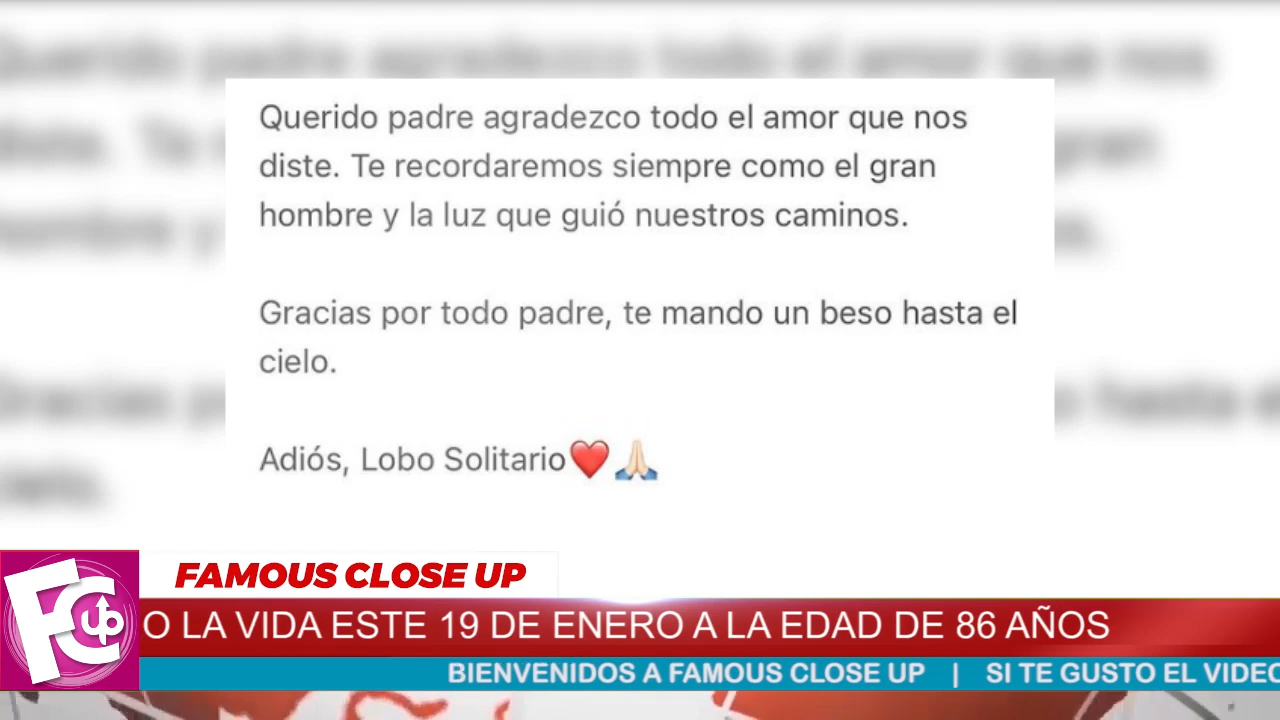 Querido padre agradezco todo el amor que nos
diste. Te recordaremos siempre como el gran
hombre y la luz que guió nuestros caminos.
Gracias por todo padre, te mando un beso hasta el
cielo.
Adiós, Lobo Solitario❤️🙏🏻
FAMOUS CLOSE UP
FC up
O LA VIDA ESTE 19 DE ENERO A LA EDAD DE 86 AÑOS
BIENVENIDOS A FAMOUS CLOSE UP | SI TE GUSTO EL VIDEO